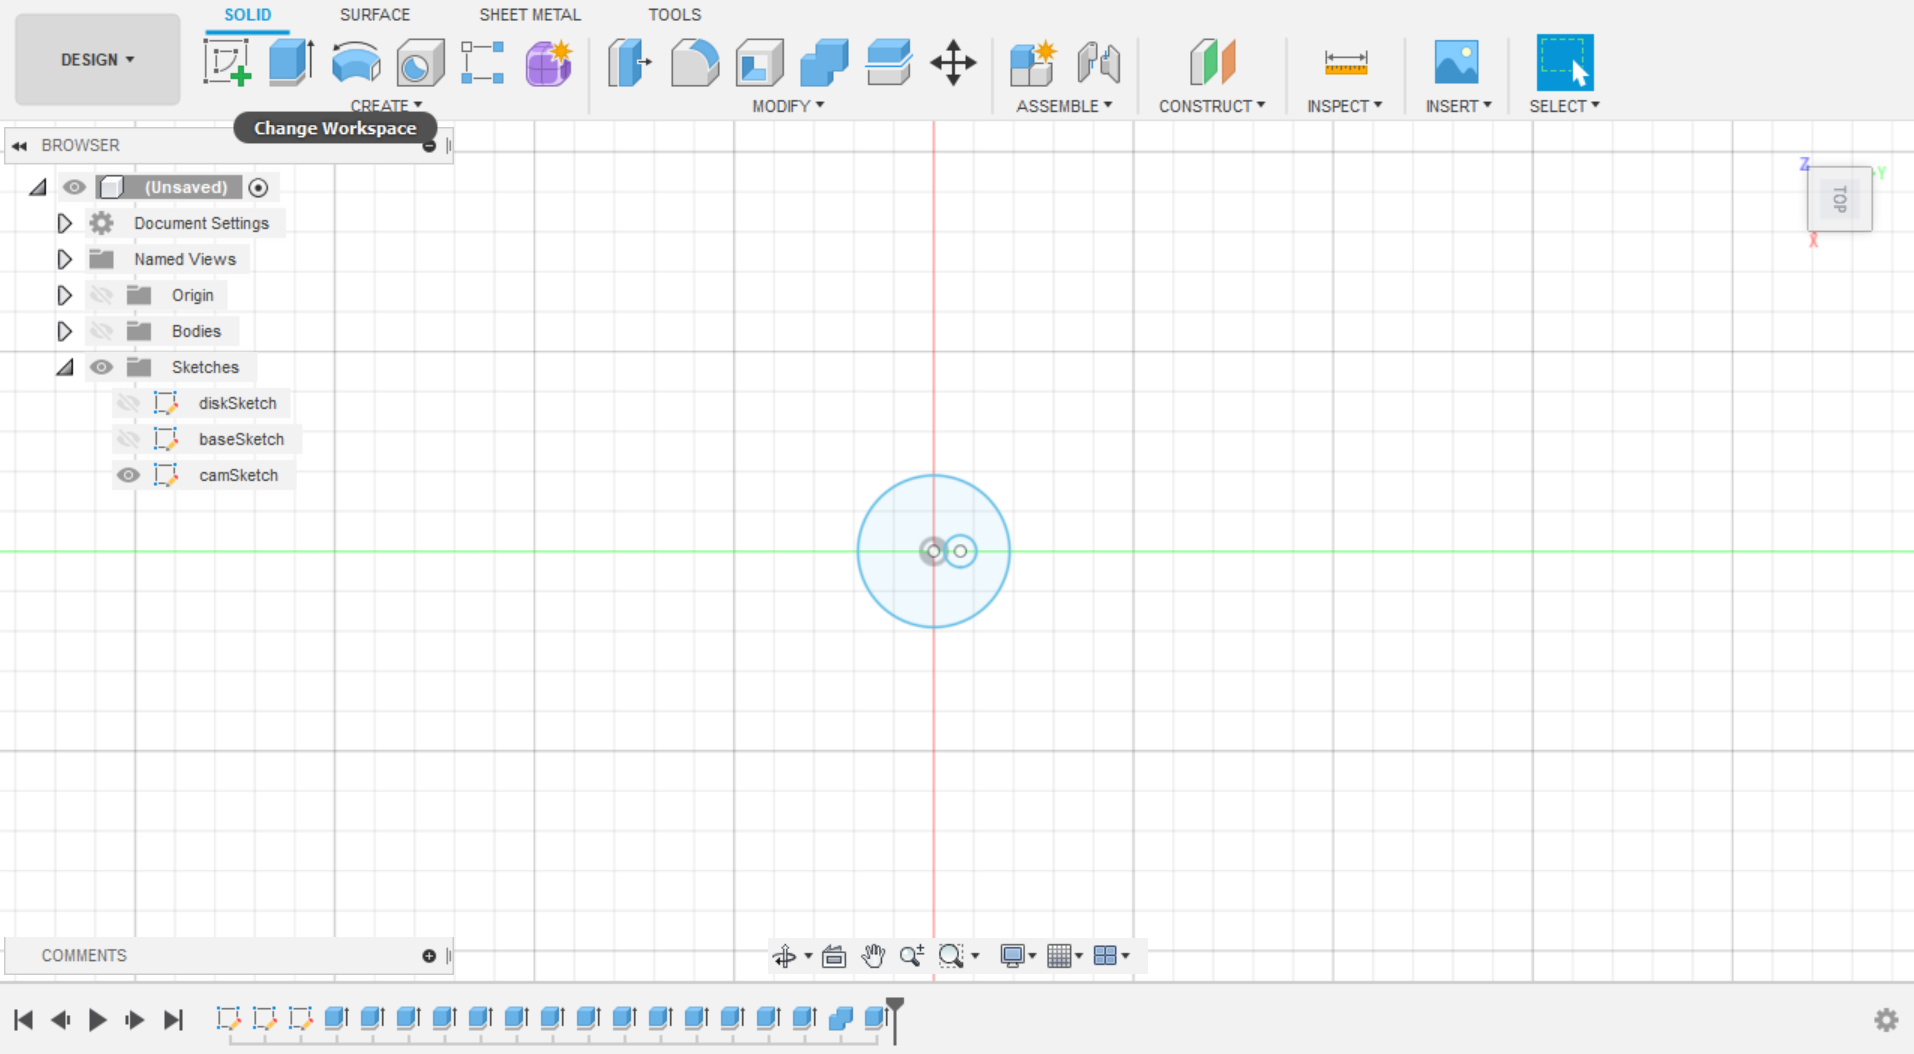 SOLID SURFACE SHEET METAL TOOLS
DESIGN
CREATE MODIFY ASSEMBLE CONSTRUCT INSPECT INSERT SELECT
Change Workspace
BROWSER
(Unsaved)
Document Settings
Named Views
Origin
Bodies
Sketches
diskSketch
baseSketch
camSketch
Z
Y
TOP
X
COMMENTS